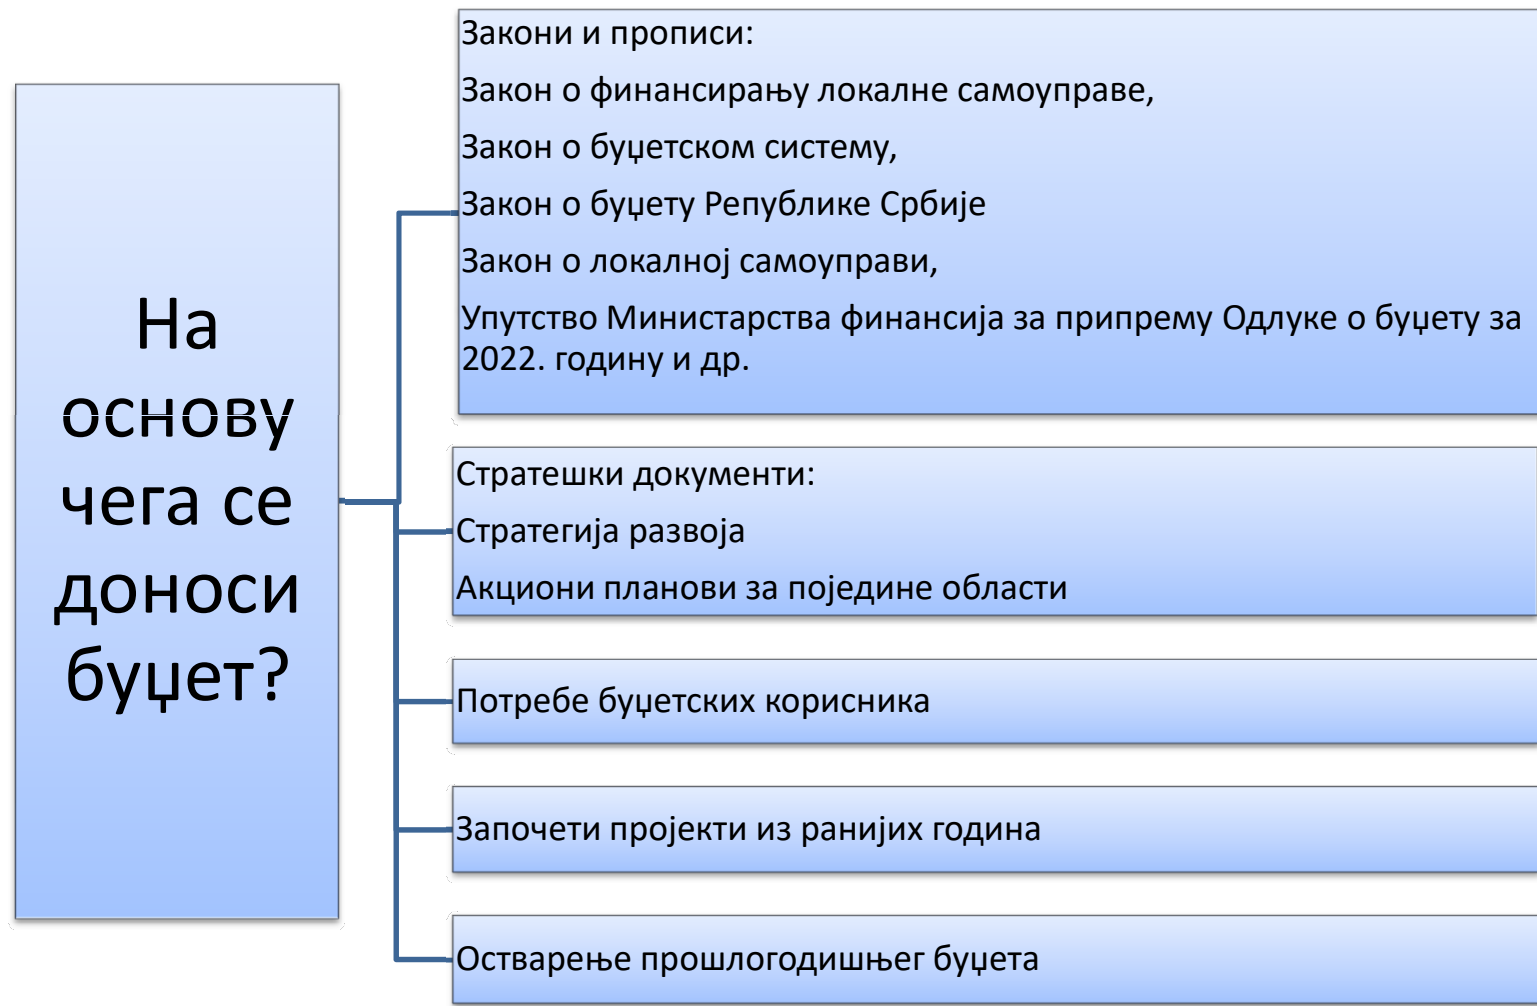 На
основу
чега се
доноси
буџет?
Закони и прописи:
Закон о финансирању локалне самоуправе,
Закон о буџетском систему,
Закон о буџету Републике Србије
Закон о локалној самоуправи,
Упутство Министарства финансија за припрему Одлуке о буџету за
2022. годину и др.
Стратешки документи:
Стратегија развоја
Акциони планови за поједине области
Потребе буџетских корисника
Започети пројекти из ранијих година
Остварење прошлогодишњег буџета